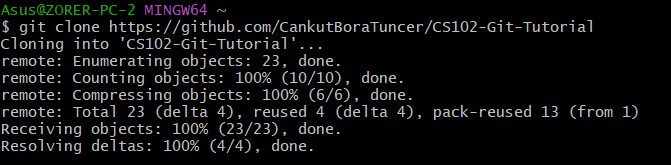 Asus@ZORER-PC-2 MINGW64 ~
$ git clone https://github.com/CankutBoraTuncer/CS102-Git-Tutorial
Cloning into 'CS102-Git-Tutorial'...
remote: Enumerating objects: 23, done.
remote: Counting objects: 100% (10/10), done.
remote: Compressing objects: 100% (6/6), done.
remote: Total 23 (delta 4), reused 4 (delta 4), pack-reused 13 (from 1)
Receiving objects: 100% (23/23), done.
Resolving deltas: 100% (4/4), done.